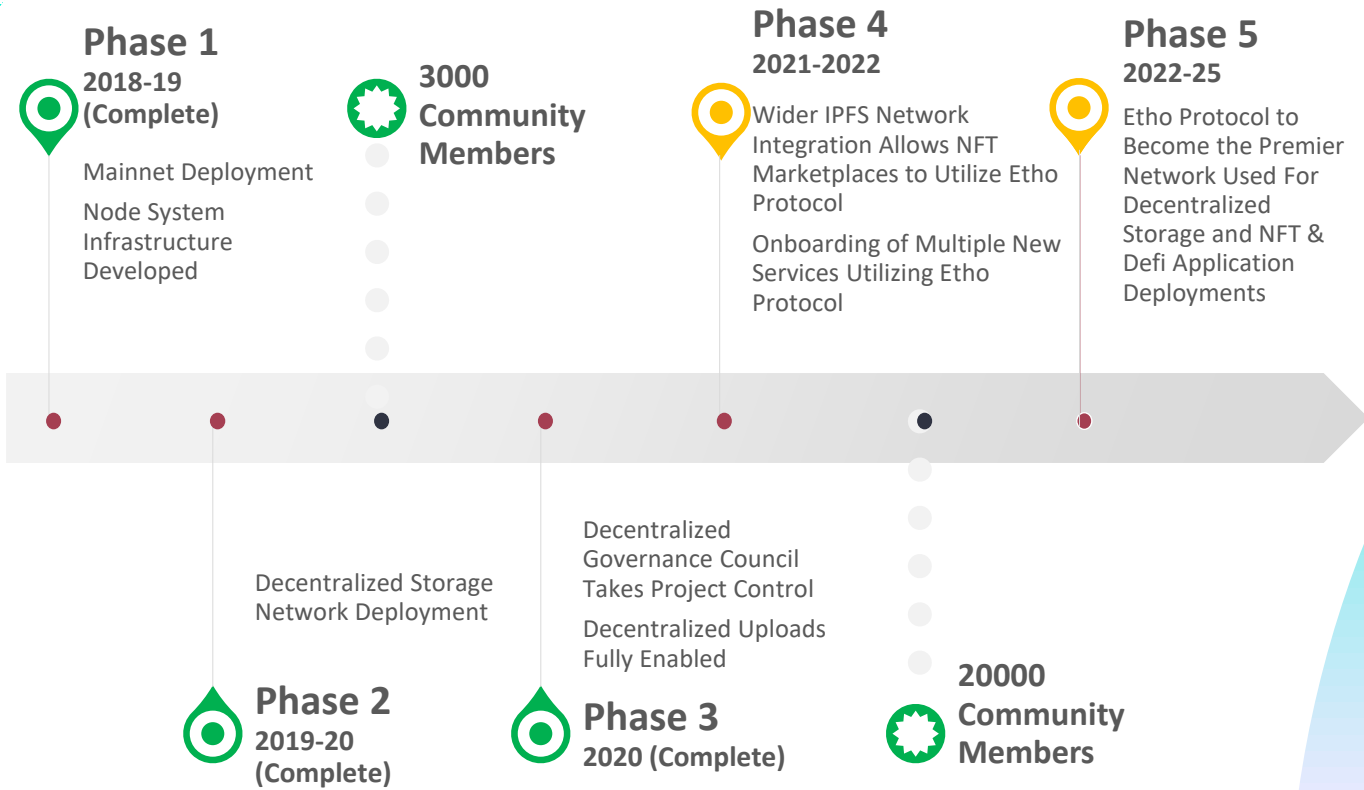 Phase 1
2018-19
(Complete)
Mainnet Deployment
Node System
Infrastructure
Developed
3000
Community
Members
Phase 4
2021-2022
Wider IPFS Network
Integration Allows NFT
Marketplaces to Utilize Etho
Protocol
Onboarding of Multiple New
Services Utilizing Etho
Protocol
Phase 5
2022-25
Etho Protocol to
Become the Premier
Network Used For
Decentralized
Storage and NFT &
Defi Application
Deployments
Decentralized Storage
Network Deployment
Phase 2
2019-20
(Complete)
Decentralized
Governance Council
Takes Project Control
Decentralized Uploads
Fully Enabled
Phase 3
2020 (Complete)
20000
Community
Members